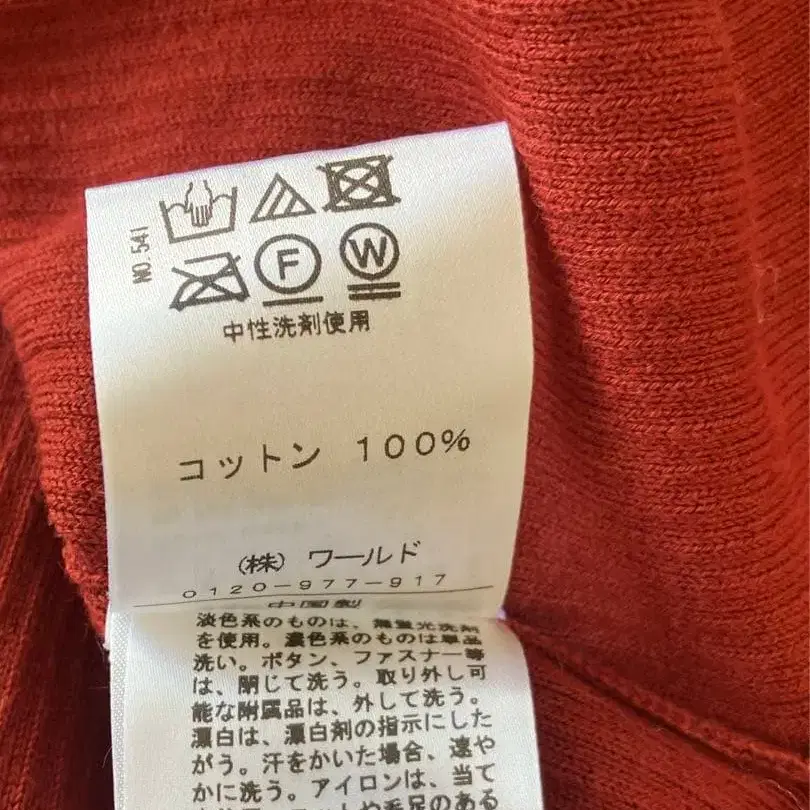 NO.541
F W
中性洗剤使用
コットン 100%
(株) ワールド
0120-977-917
中国製
淡色系のものは、無蛍光洗剤
を使用。濃色系のものは単品
洗い。ボタン、ファスナー等
は、閉じて洗う。取り外し可
能な附属品は、外して洗う。
漂白は、漂白剤の指示にした
がう。汗をかいた場合、速や
かに洗う。アイロンは、当て
や毛足のある